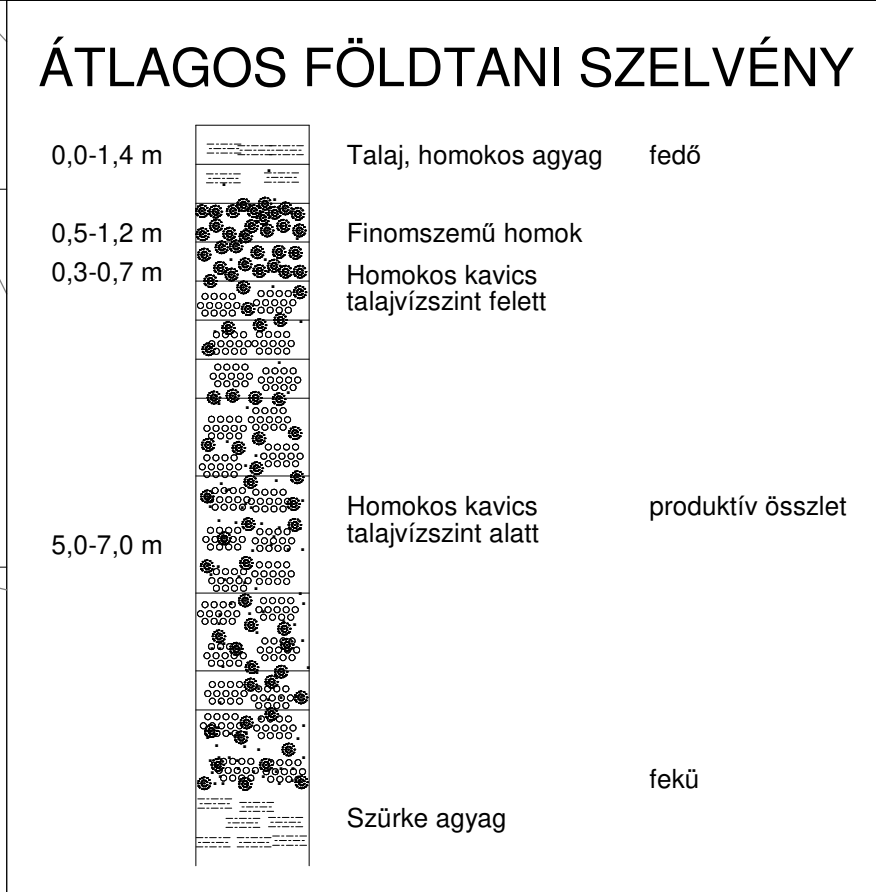 ÁTLAGOS FÖLDTANI SZELVÉNY
0,0-1,4 m Talaj, homokos agyag fedő
0,5-1,2 m Finomszemű homok
0,3-0,7 m Homokos kavics
talajvízszint felett
Homokos kavics produktív összlet
talajvízszint alatt
5,0-7,0 m
fekü
Szürke agyag